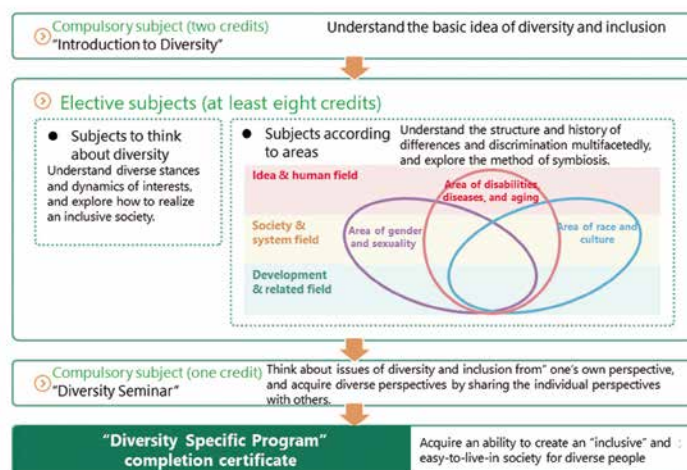 Compulsory subject (two credits)
"Introduction to Diversity"
Understand the basic idea of diversity and inclusion
Elective subjects (at least eight credits)
● Subjects to think
about diversity
Understand diverse stances
and dynamics of interests,
and explore how to realize
an inclusive society.
● Subjects according
to areas
Understand the structure and history of
differences and discrimination multifacetedly,
and explore the method of symbiosis.
Idea & human field
Area of disabilities,
diseases, and aging
Society &
system field
Area of gender
and sexuality
Area of race and
culture
Development
& related field
Compulsory subject (one credit)
"Diversity Seminar"
Think about issues of diversity and inclusion from" one's own perspective,
and acquire diverse perspectives by sharing the individual perspectives
with others.
"Diversity Specific Program"
completion certificate
Acquire an ability to create an "inclusive" and
easy-to-live-in society for diverse people